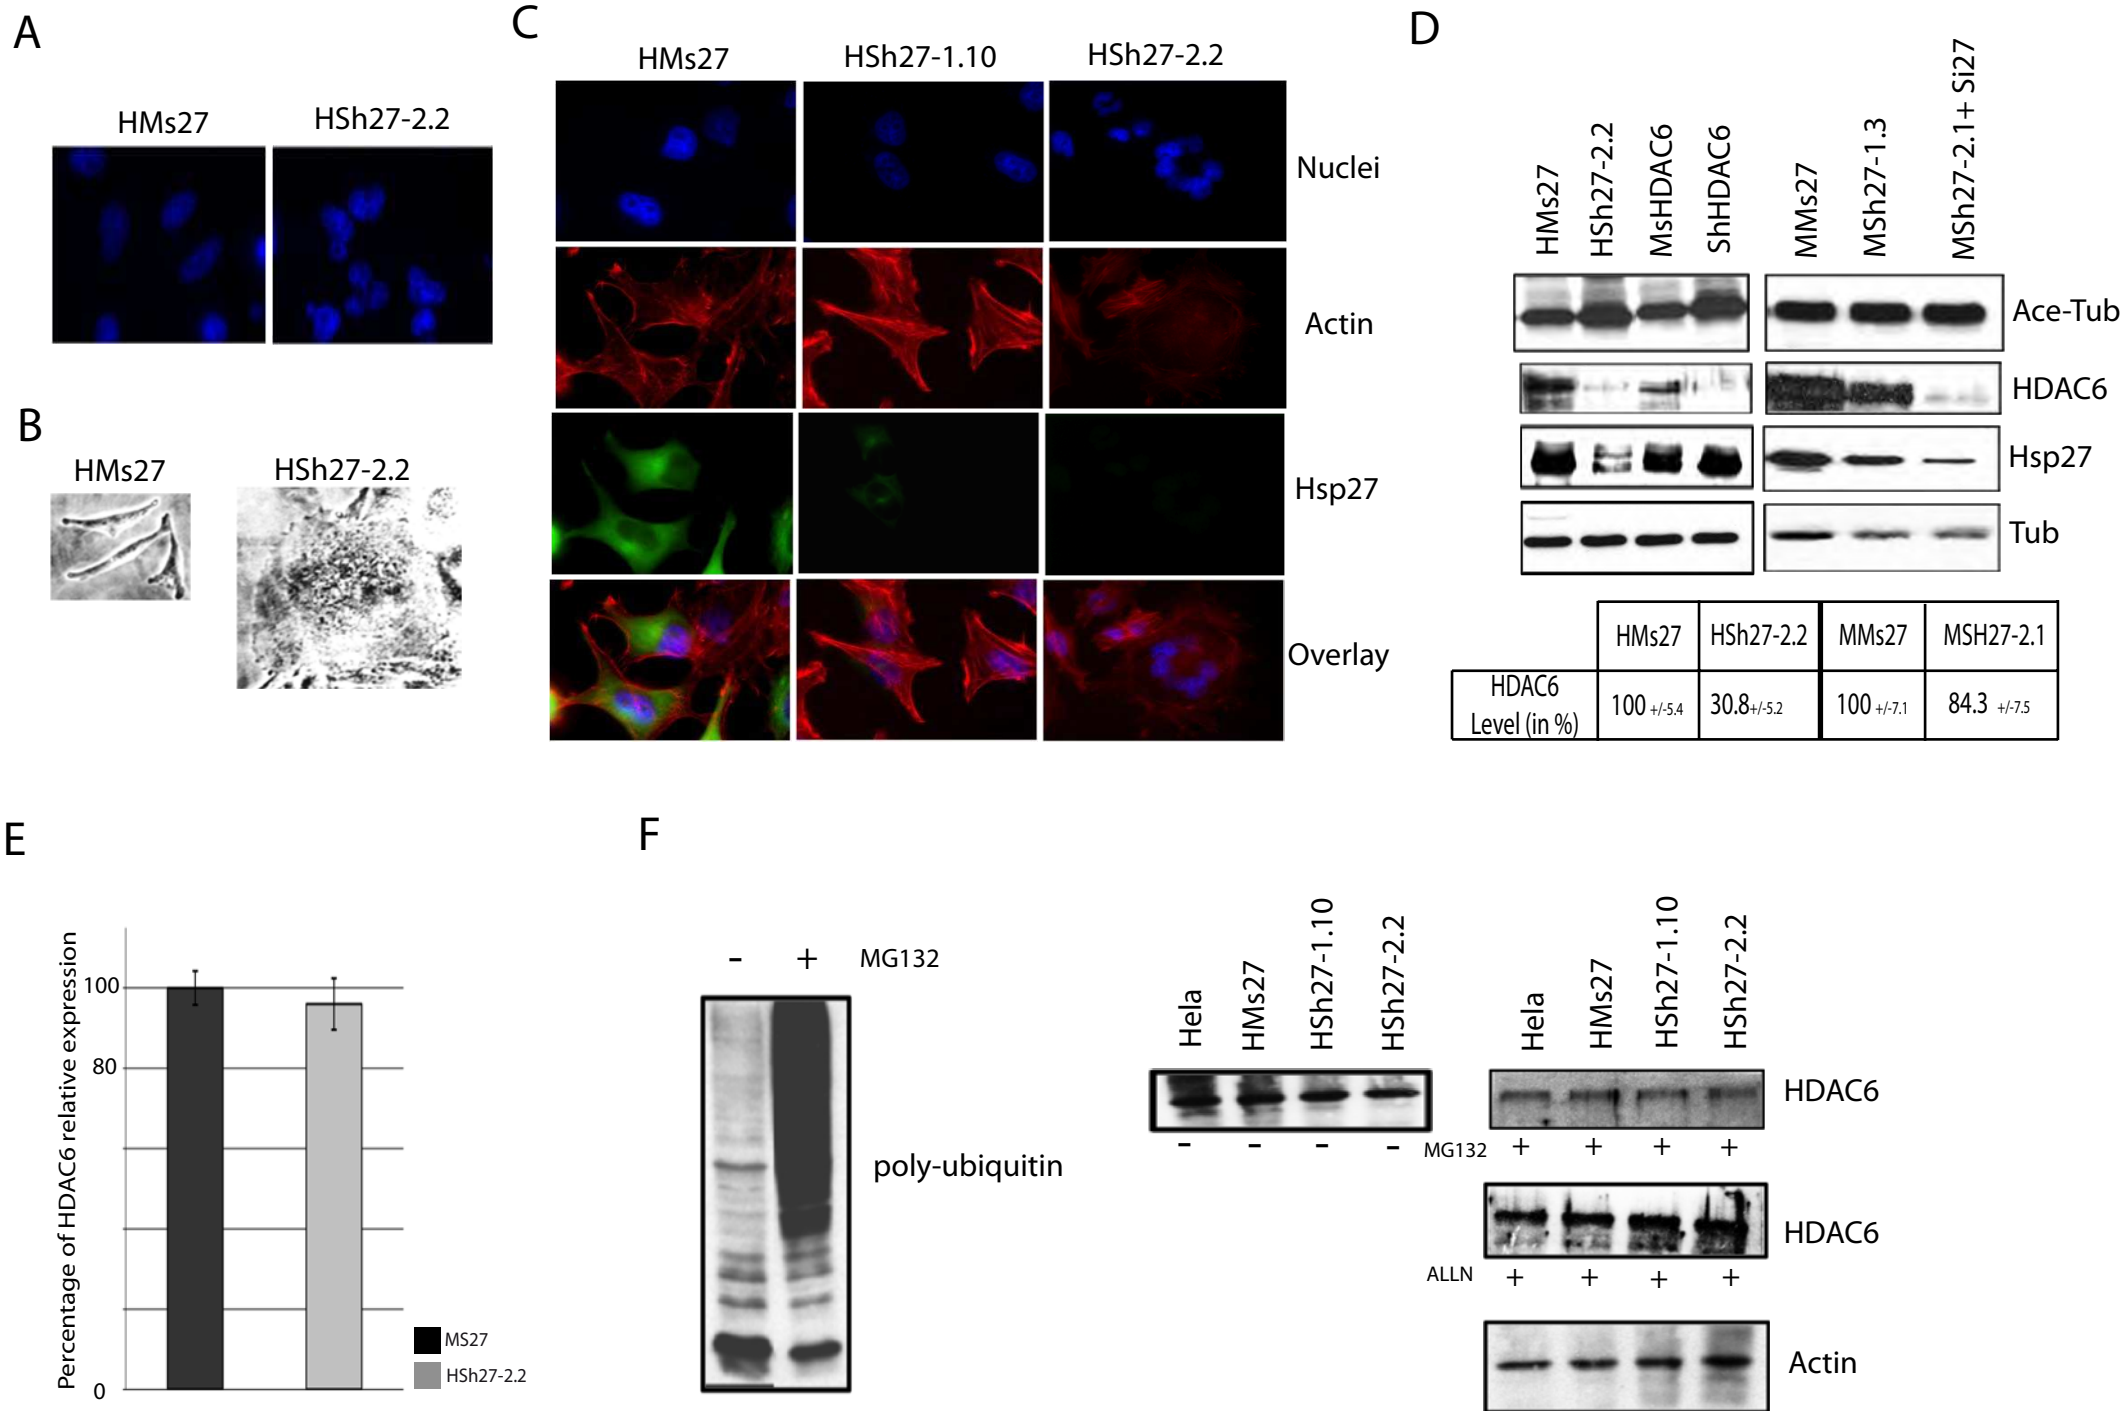 A
HMs27
HSh27-2.2
B
HMs27
HSh27-2.2
C
HMs27
HSh27-1.10
HSh27-2.2
Nuclei
Actin
Hsp27
Overlay
D
HMs27
HSh27-2.2
MsHDAC6
ShHDAC6
MMs27
MSh27-1.3
MSh27-2.1+ Si27
Ace-Tub
HDAC6
Hsp27
Tub
HMs27 HSh27-2.2 MMs27 MSH27-2.1
HDAC6
Level (in %)
100 +/-5.4 30.8+/-5.2 100 +/-7.1 84.3 +/-7.5
E
Percentage of HDAC6 relative expression
100
80
0
MS27
HSh27-2.2
F
- + MG132
poly-ubiquitin
Hela
HMs27
HSh27-1.10
HSh27-2.2
- - - -
Hela
HMs27
HSh27-1.10
HSh27-2.2
HDAC6
MG132 + + + +
HDAC6
ALLN + + + +
Actin